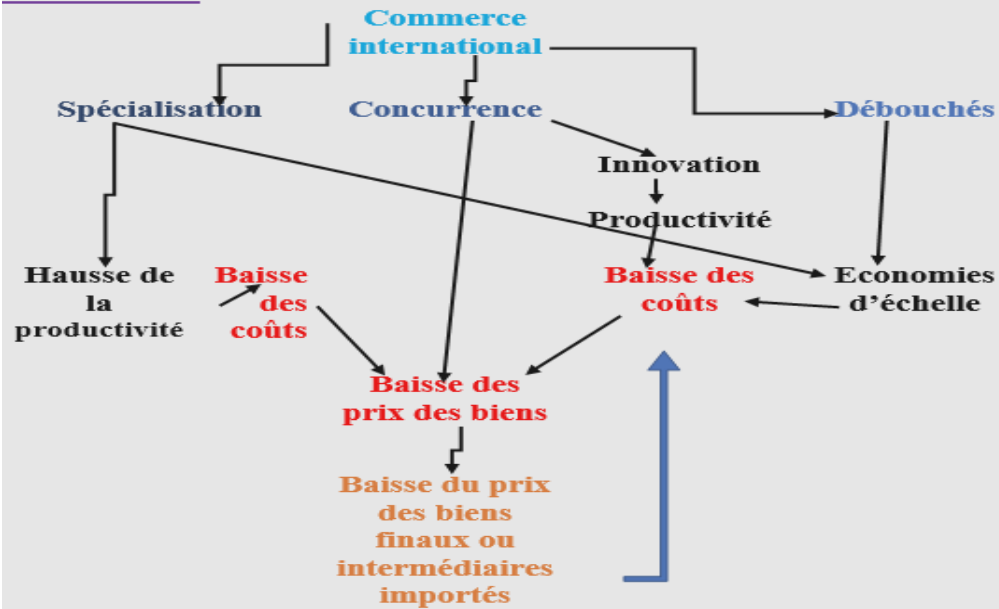 Commerce
international
Spécialisation
Concurrence
Débouchés
Innovation
Productivité
Hausse de
la
productivité
Baisse
des
coûts
Baisse des
coûts
Economies
d'échelle
Baisse des
prix des biens
Baisse du prix
des biens
finaux ou
intermédiaires
importés